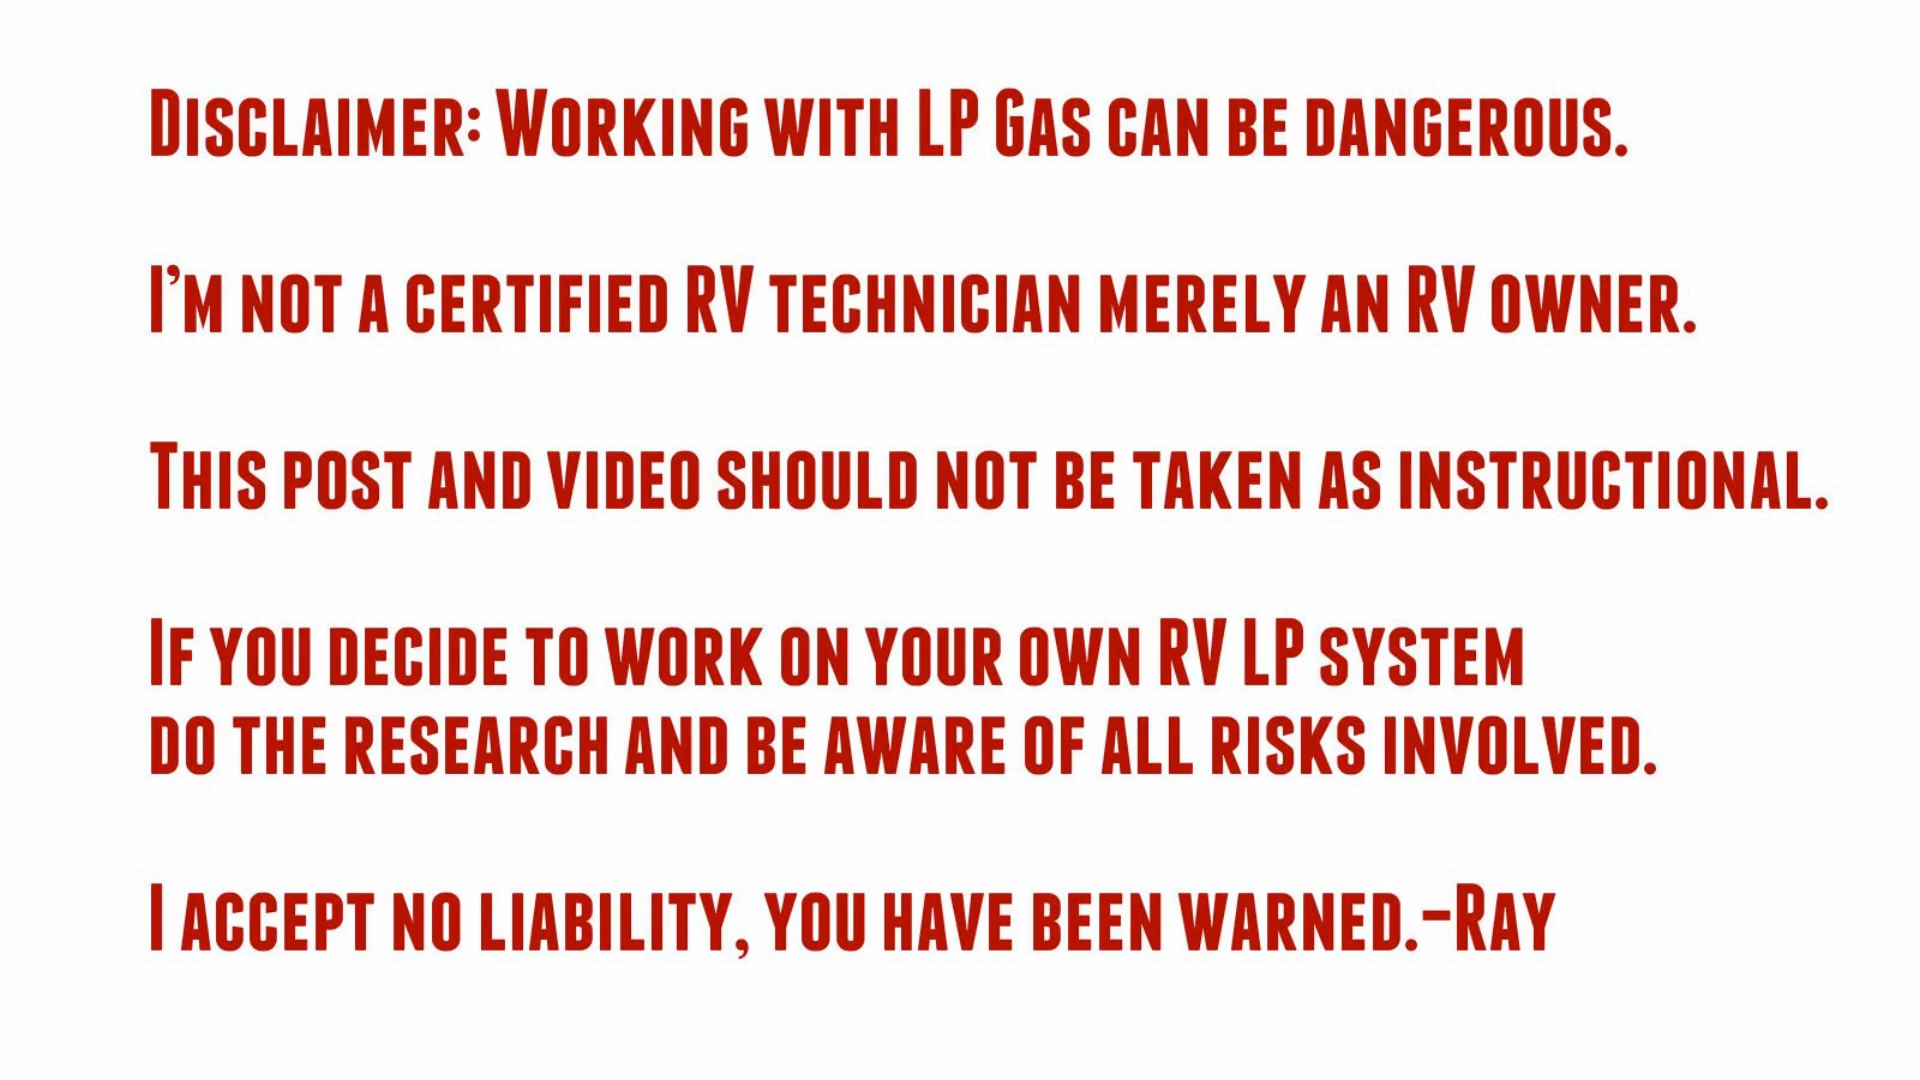 Disclaimer: Working with LP Gas can be dangerous.
I'm not a certified RV technician merely an RV owner.
This post and video should not be taken as instructional.
If you decide to work on your own RV LP system
do the research and be aware of all risks involved.
I accept no liability, you have been warned.-Ray